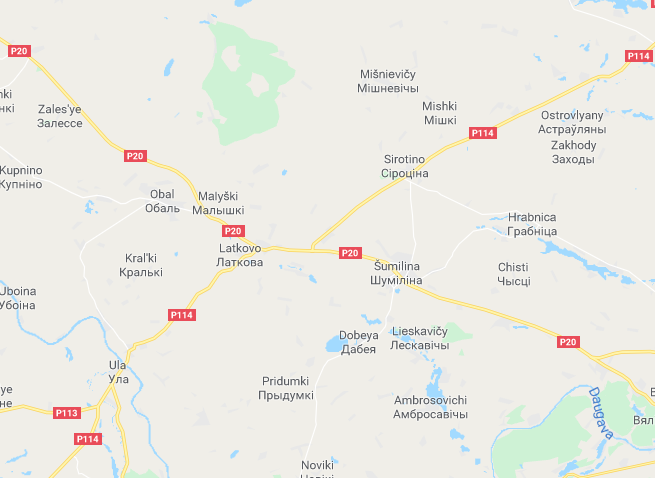 P20
P114
Mišnievičy
Мішневічы
nki
нкі
Zales'ye
Залессе
Mishki
Мішкі
Ostrovlyany
Астраўляны
P114
Zakhody
Заходы
P20
Sirotino
Сіроціна
Kupnino
Купніно
Obal
Обаль
Malyški
Малышкі
Hrabnica
Грабніца
P20
Latkovo
Латкова
P20
Kral'ki
Кралькі
Šumilina
Шуміліна
Chisti
Чысці
Uboina
Убоіна
P114
Dobeya
Дабея
Lieskavičy
Лескавічы
P20
Ula
Ула
Pridumki
Прыдумкі
ye
не
Ambrosovichi
Амбросавічы
Daugava
P113
Вял
P114
Noviki